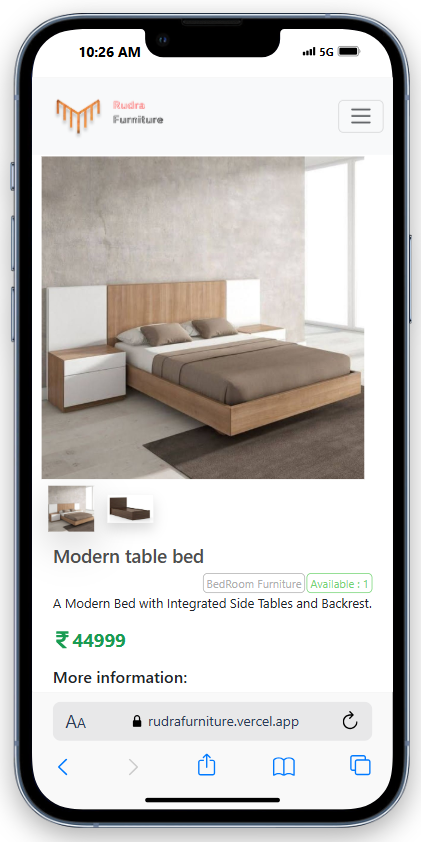 10:26 AM
5G
Rudra
Furniture
Modern table bed
BedRoom Furniture
Available : 1
A Modern Bed with Integrated Side Tables and Backrest.
₹ 44999
More information:
AA
rudrafurniture.vercel.app